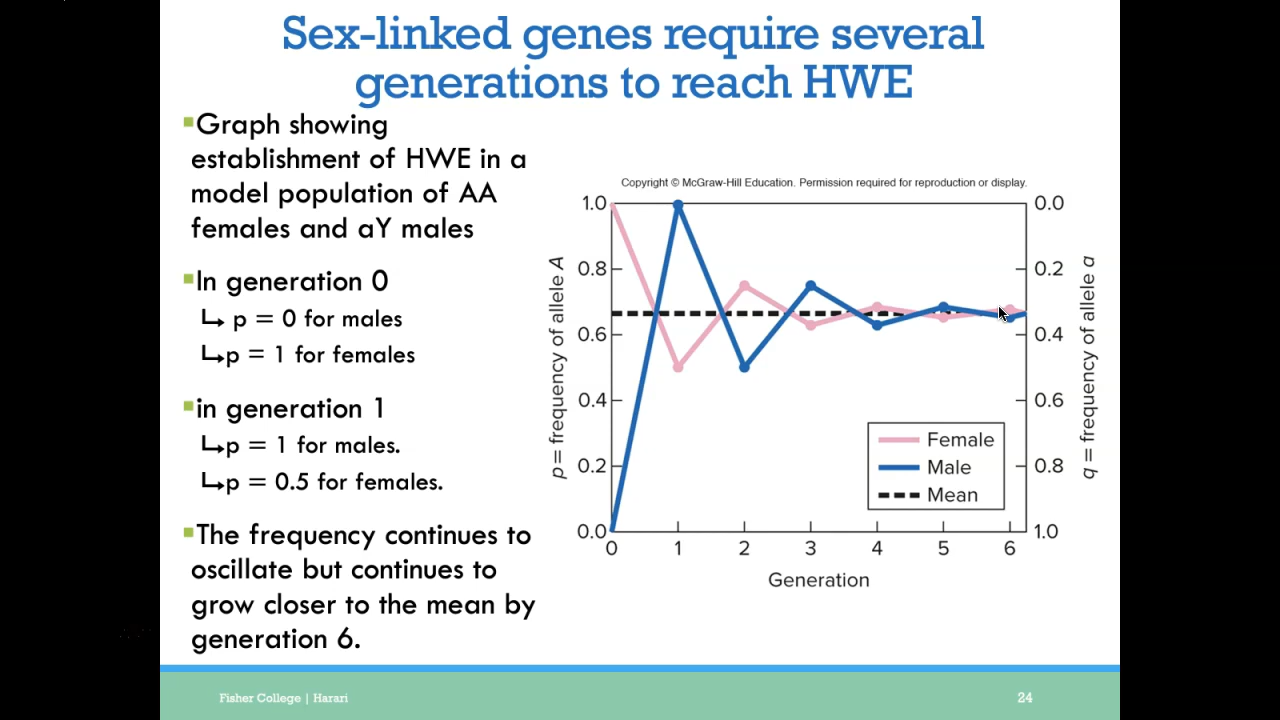 Sex-linked genes require several
generations to reach HWE
▪Graph showing
establishment of HWE in a
model population of AA
females and aY males
▪In generation 0
↳ p = 0 for males
↳p = 1 for females
▪in generation 1
↳p = 1 for males.
↳p = 0.5 for females.
▪The frequency continues to
oscillate but continues to
grow closer to the mean by
generation 6.
Copyright © McGraw-Hill Education. Permission required for reproduction or display.
p = frequency of allele A
1.0
0.8
0.6
0.4
0.2
0.0
0.0
0.2
0.4
0.6
0.8
1.0
q = frequency of allele a
Female
Male
Mean
0 1 2 3 4 5 6
Generation
Fisher College | Harari
24